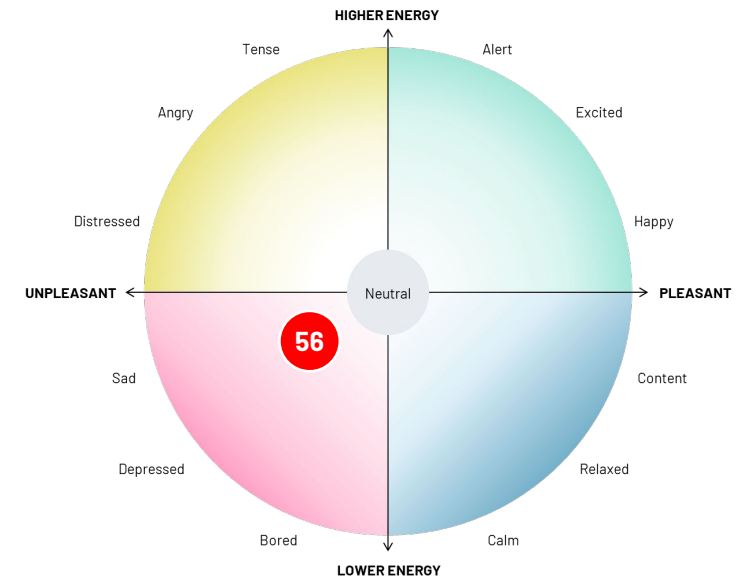 HIGHER ENERGY
Tense
Alert
Angry
Excited
Distressed
Happy
UNPLEASANT
Neutral
PLEASANT
56
Sad
Content
Depressed
Relaxed
Bored
Calm
LOWER ENERGY